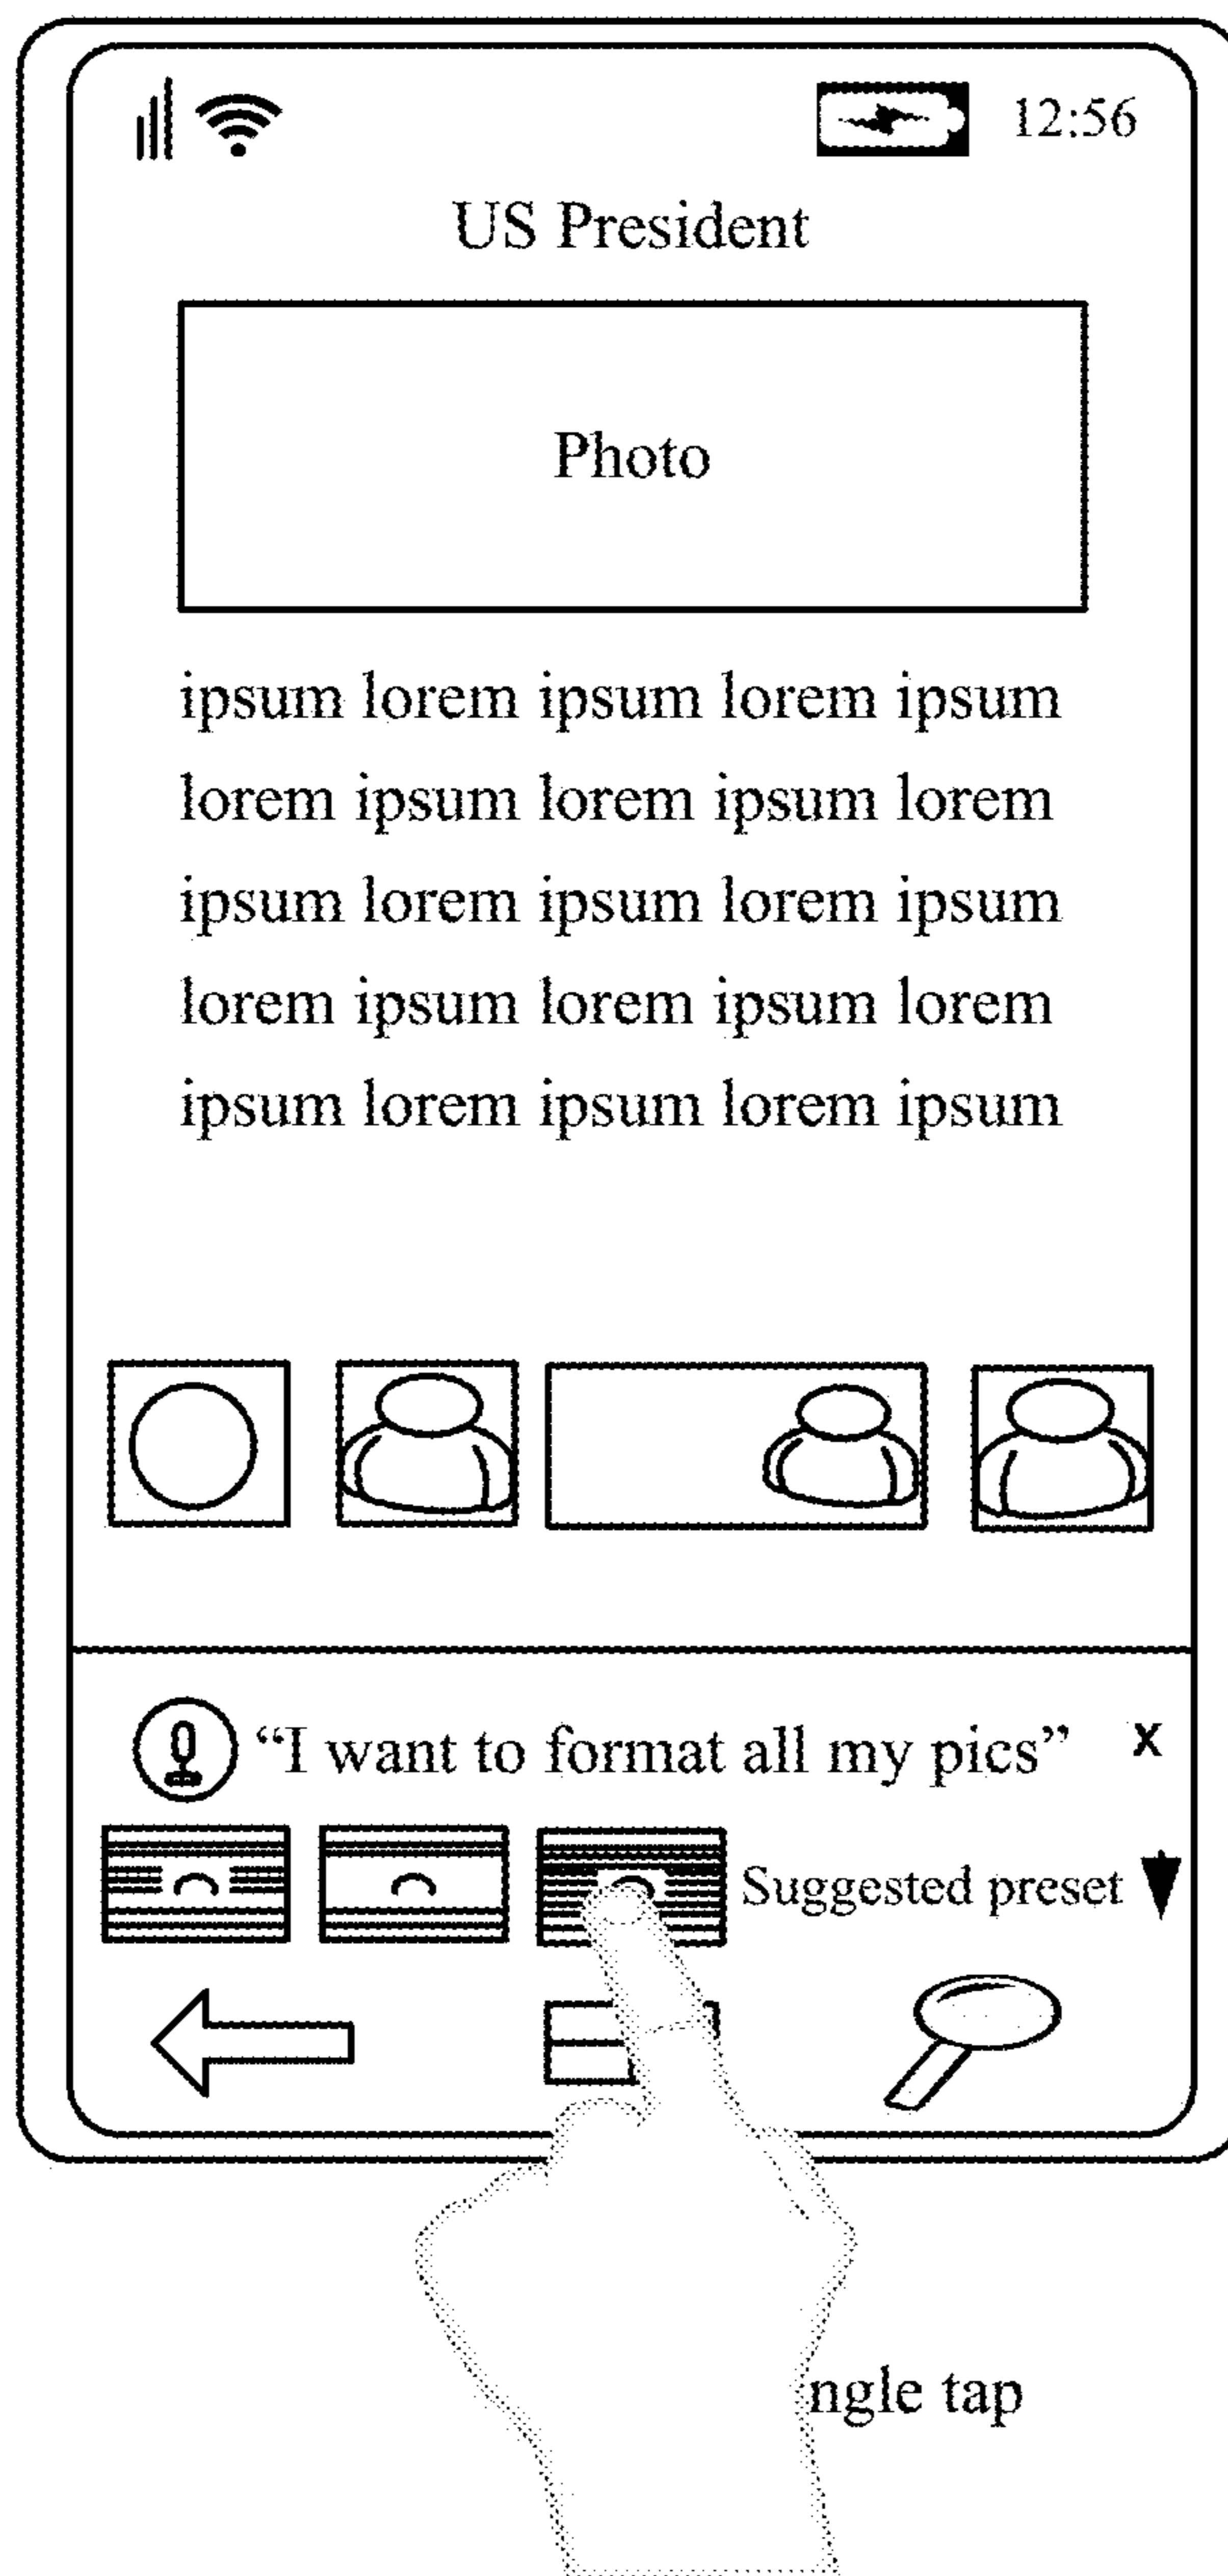 12:56
US President
Photo
ipsum lorem ipsum lorem ipsum
lorem ipsum lorem ipsum lorem
ipsum lorem ipsum lorem ipsum
lorem ipsum lorem ipsum lorem
ipsum lorem ipsum lorem ipsum
“I want to format all my pics” x
Suggested preset
ngle tap